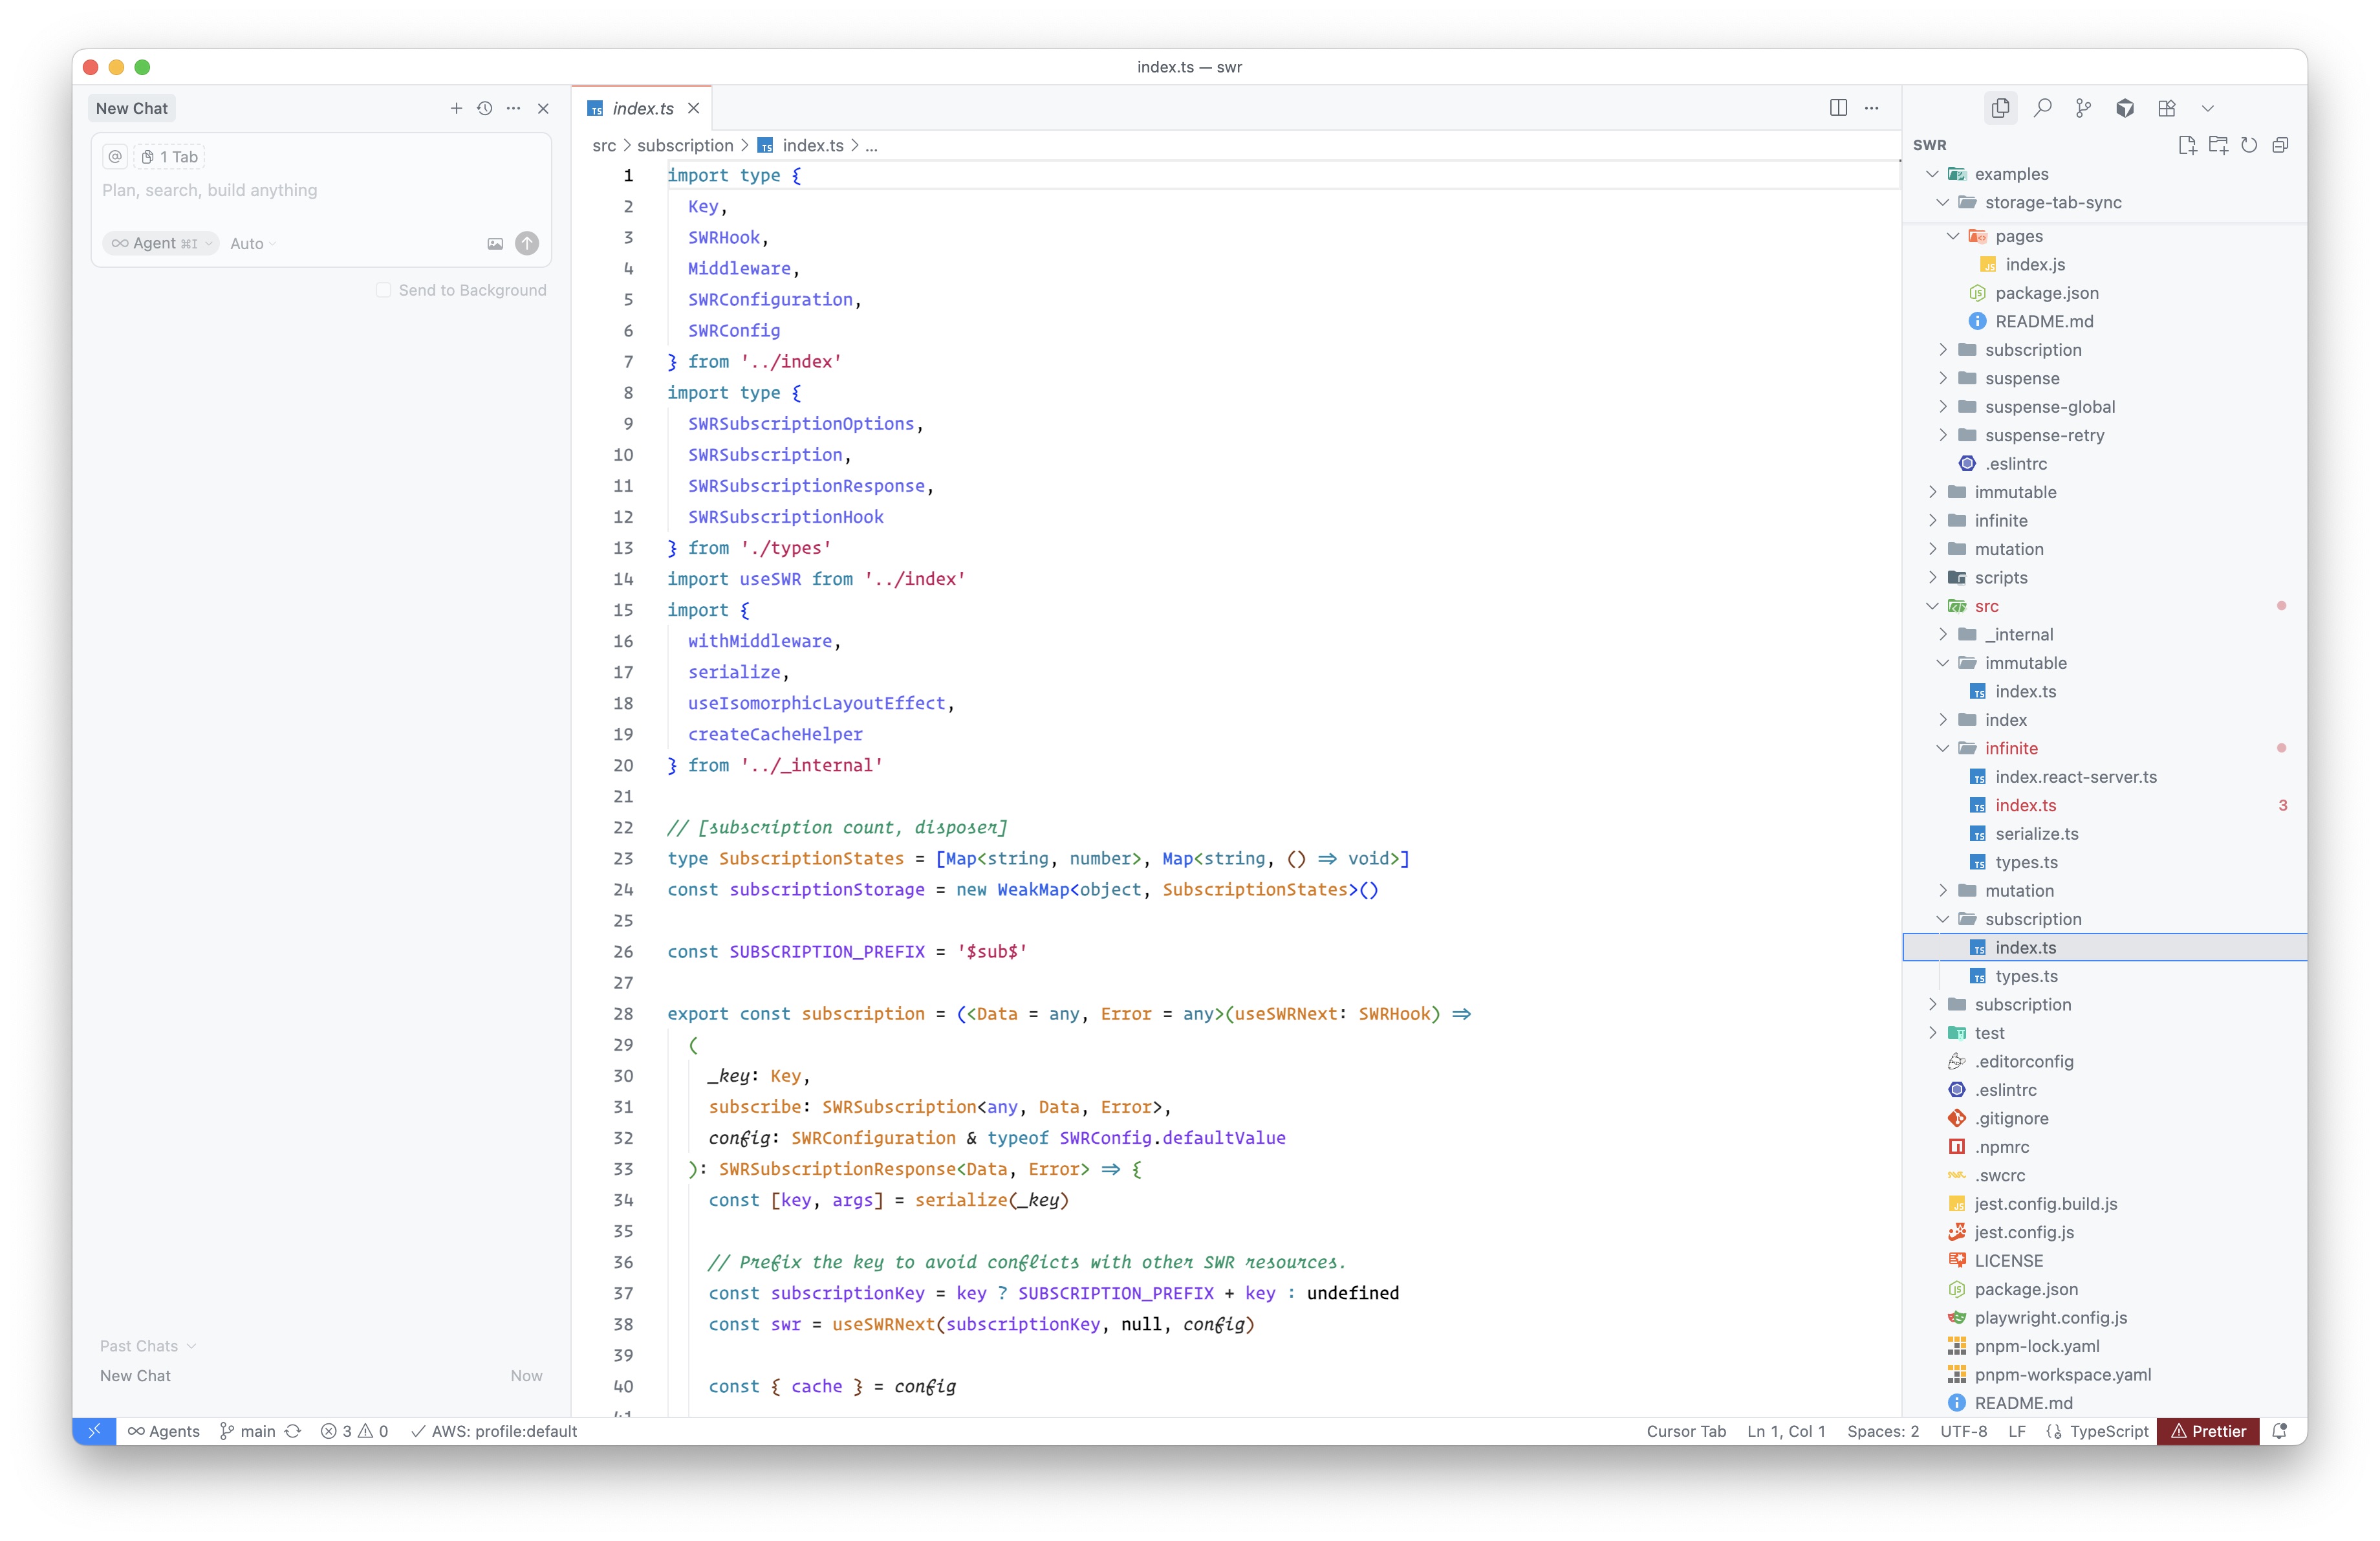 index.ts — swr
New Chat
@ 1 Tab
Plan, search, build anything
Agent ⌘I Auto
Send to Background
Past Chats
New Chat Now
index.ts
src > subscription > index.ts > ...
1 import type {
2 Key,
3 SWRHook,
4 Middleware,
5 SWRConfiguration,
6 SWRConfig
7 } from '../index'
8 import type {
9 SWRSubscriptionOptions,
10 SWRSubscription,
11 SWRSubscriptionResponse,
12 SWRSubscriptionHook
13 } from './types'
14 import useSWR from '../index'
15 import {
16 withMiddleware,
17 serialize,
18 useIsomorphicLayoutEffect,
19 createCacheHelper
20 } from '../_internal'
21
22 // [subscription count, disposer]
23 type SubscriptionStates = [Map<string, number>, Map<string, () => void>]
24 const subscriptionStorage = new WeakMap<object, SubscriptionStates>()
25
26 const SUBSCRIPTION_PREFIX = '$sub$'
27
28 export const subscription = (<Data = any, Error = any>(useSWRNext: SWRHook) =>
29 (
30 _key: Key,
31 subscribe: SWRSubscription<any, Data, Error>,
32 config: SWRConfiguration & typeof SWRConfig.defaultValue
33 ): SWRSubscriptionResponse<Data, Error> => {
34 const [key, args] = serialize(_key)
35
36 // Prefix the key to avoid conflicts with other SWR resources.
37 const subscriptionKey = key ? SUBSCRIPTION_PREFIX + key : undefined
38 const swr = useSWRNext(subscriptionKey, null, config)
39
40 const { cache } = config
41
SWR
examples
storage-tab-sync
pages
index.js
package.json
README.md
subscription
suspense
suspense-global
suspense-retry
.eslintrc
immutable
infinite
mutation
scripts
src
_internal
immutable
index.ts
index
infinite
index.react-server.ts
index.ts 3
serialize.ts
types.ts
mutation
subscription
index.ts
types.ts
subscription
test
.editorconfig
.eslintrc
.gitignore
.npmrc
.swcrc
jest.config.build.js
jest.config.js
LICENSE
package.json
playwright.config.js
pnpm-lock.yaml
pnpm-workspace.yaml
README.md
Agents main 3 0 AWS: profile:default Cursor Tab Ln 1, Col 1 Spaces: 2 UTF-8 LF TypeScript Prettier